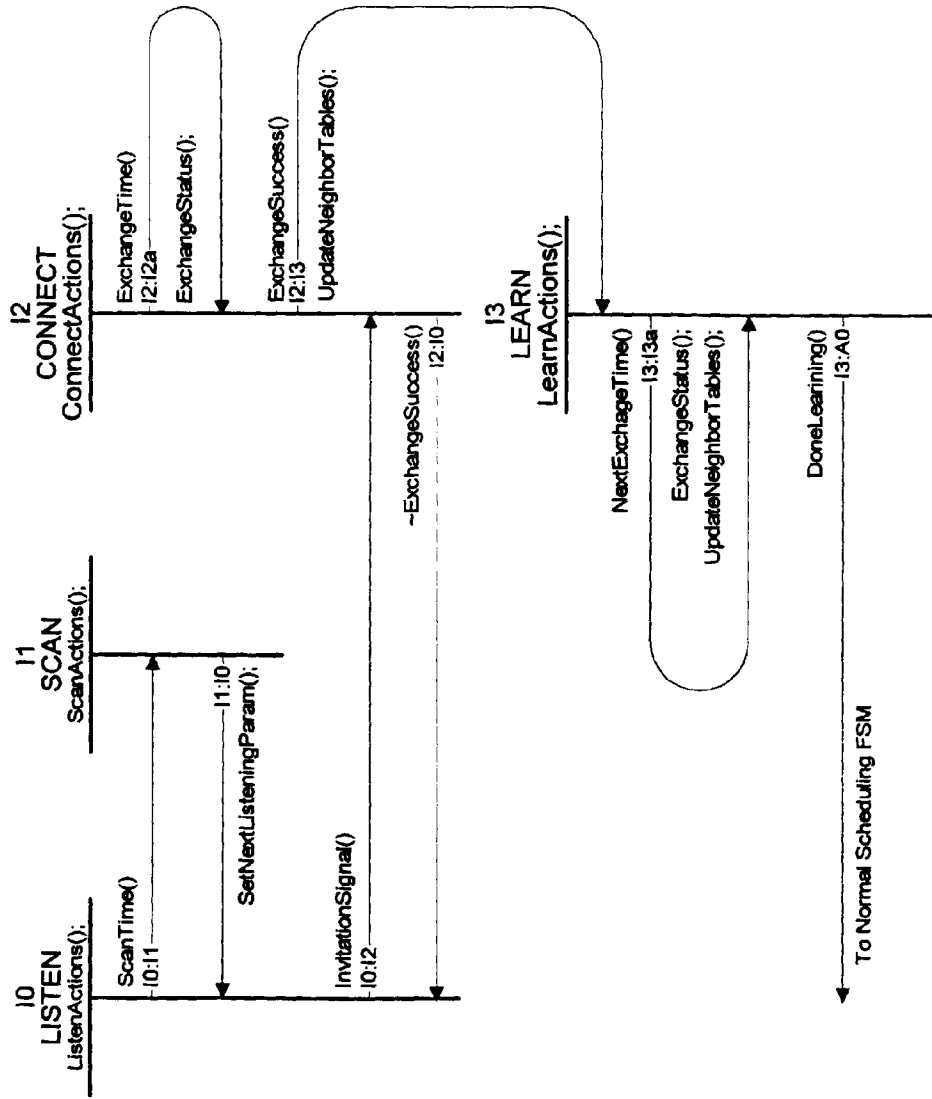 I0
LISTEN
ListenActions();
ScanTime()
I0:I1
I1:I0
SetNextListeningParam();
InvitationSignal()
I0:I2
~ExchangeSuccess()
I2:I0
I1
SCAN
ScanActions();
I2
CONNECT
ConnectActions();
ExchangeTime()
I2:I2a
ExchangeStatus();
ExchangeSuccess()
I2:I3
UpdateNeighborTables();
I3
LEARN
LearnActions();
NextExchageTime()
I3:I3a
ExchangeStatus();
UpdateNeighborTables();
DoneLearining()
I3:A0
To Normal Scheduling FSM